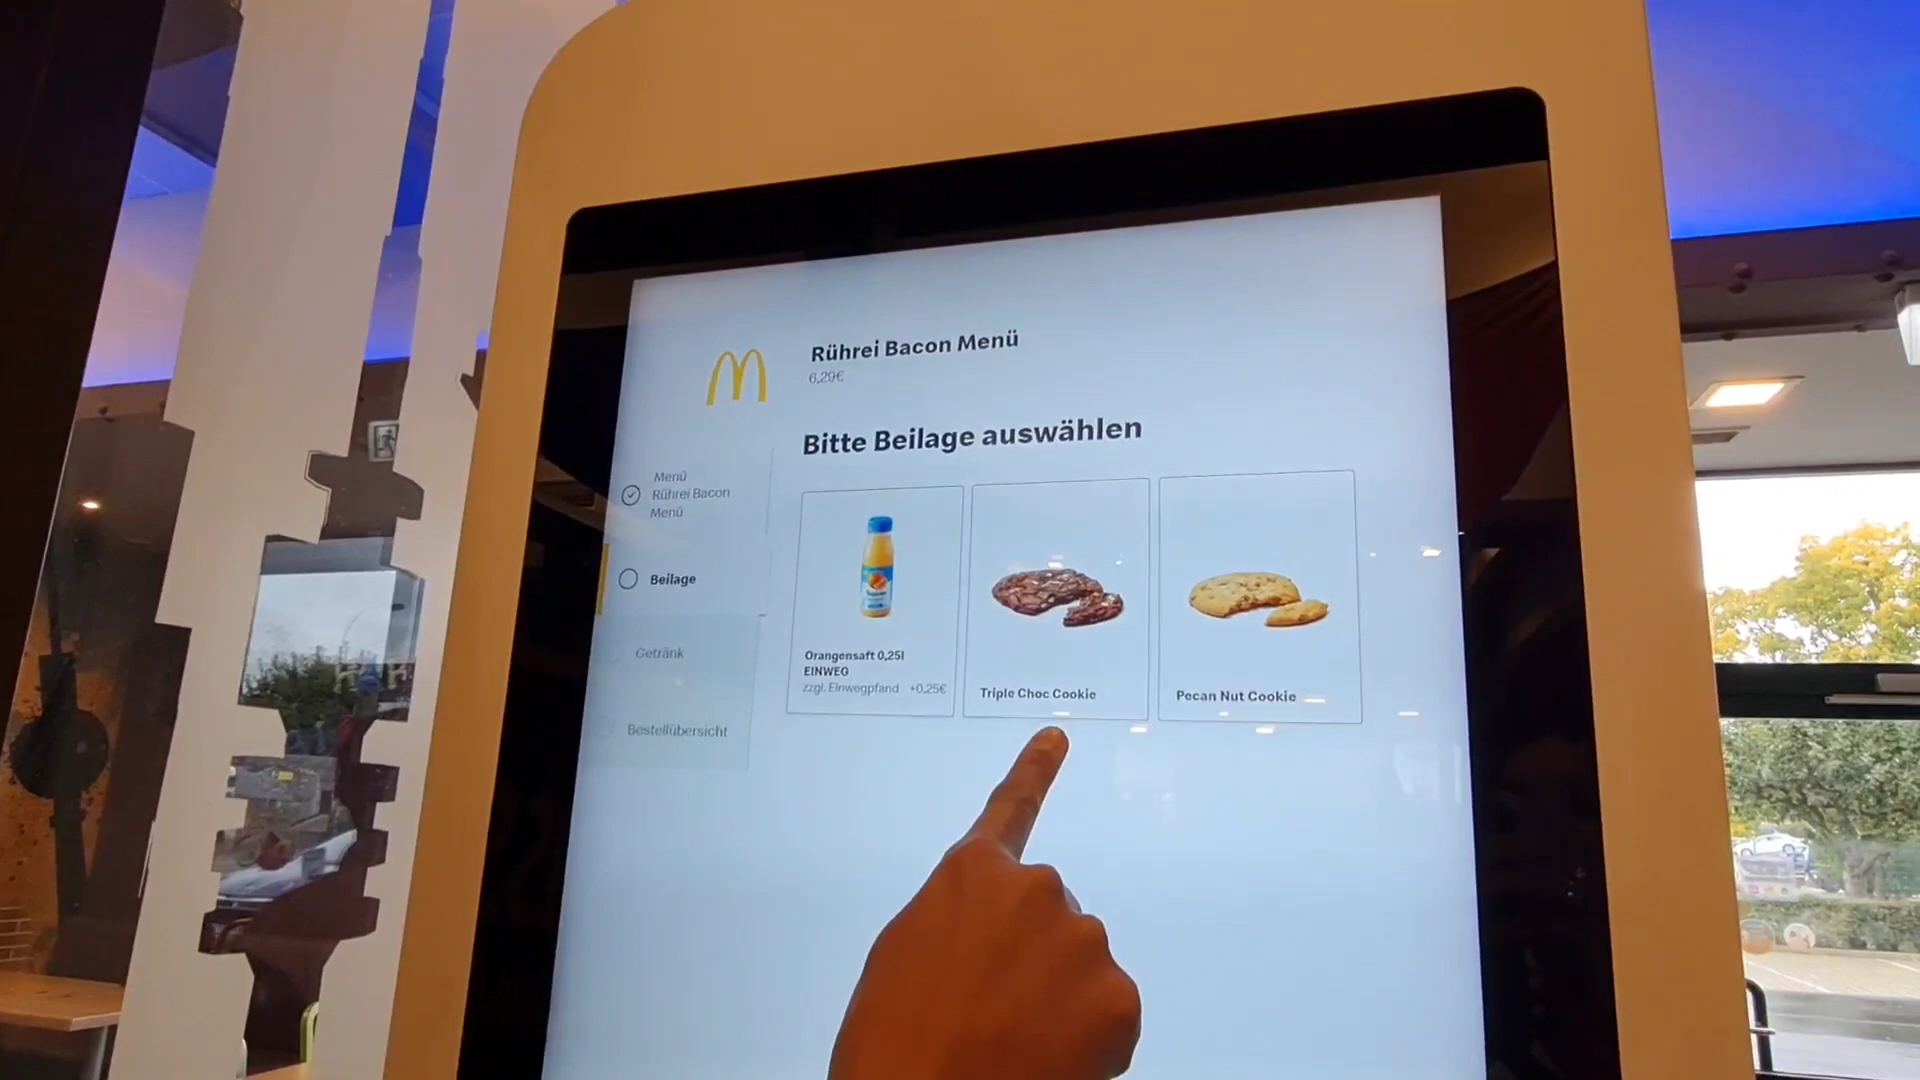 Rührei Bacon Menü
6,29€
Bitte Beilage auswählen
Menü
Rührei Bacon
Menü
Beilage
Getränk
Bestellübersicht
Orangensaft 0,25l
EINWEG
zzgl. Einwegpfand +0,25€
Triple Choc Cookie
Pecan Nut Cookie